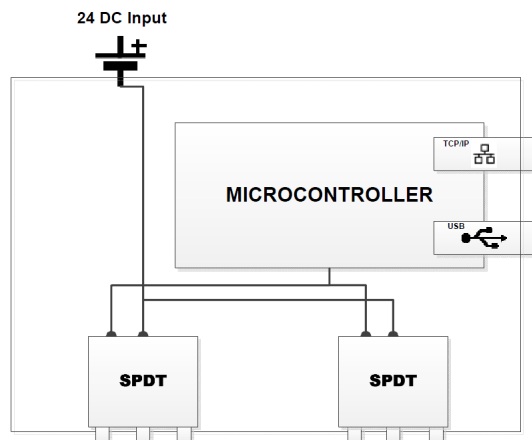 24 DC Input
+
TCP/IP
MICROCONTROLLER
USB
SPDT
SPDT